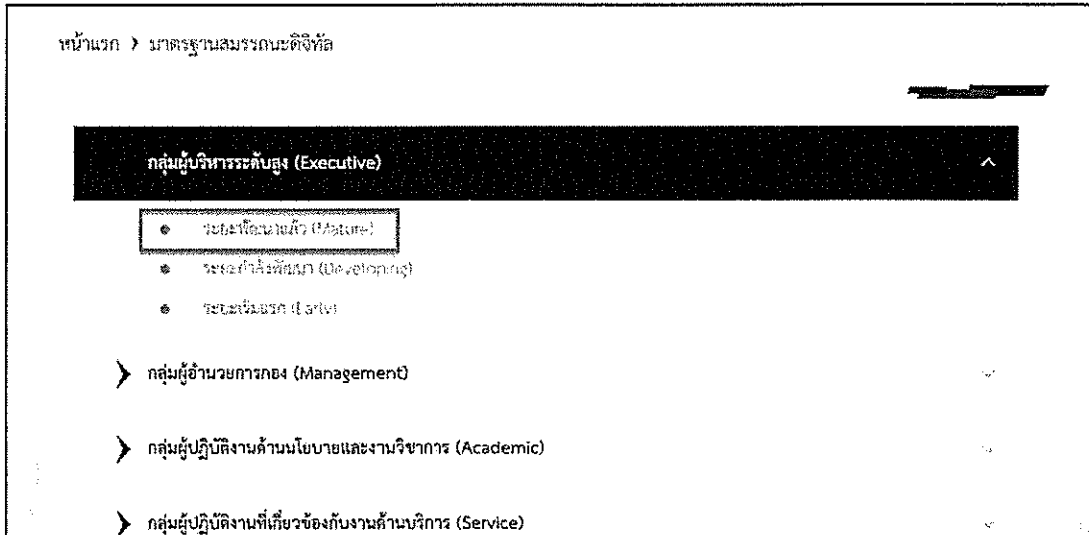 หน้าแรก > มาตรฐานสมรรถนะดิจิทัล
กลุ่มผู้บริหารระดับสูง (Executive)
ระยะพัฒนาแล้ว (Mature)
ระยะกำลังพัฒนา (Developing)
ระยะเริ่มแรก (Early)
กลุ่มผู้อำนวยการกอง (Management)
กลุ่มผู้ปฏิบัติงานด้านนโยบายและงานวิชาการ (Academic)
กลุ่มผู้ปฏิบัติงานที่เกี่ยวข้องกับงานด้านบริการ (Service)